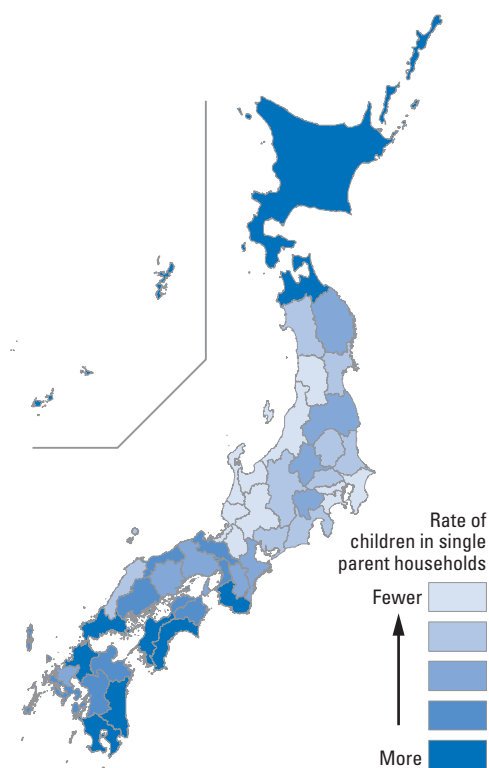 Rate of
children in single
parent households
Fewer
More